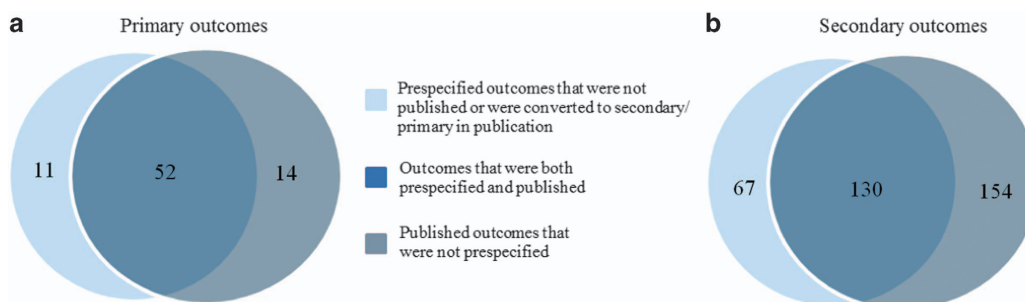 a
Primary outcomes
11
52
14
Prespecified outcomes that were not
published or were converted to secondary/
primary in publication
Outcomes that were both
prespecified and published
Published outcomes that
were not prespecified
b
Secondary outcomes
67
130
154